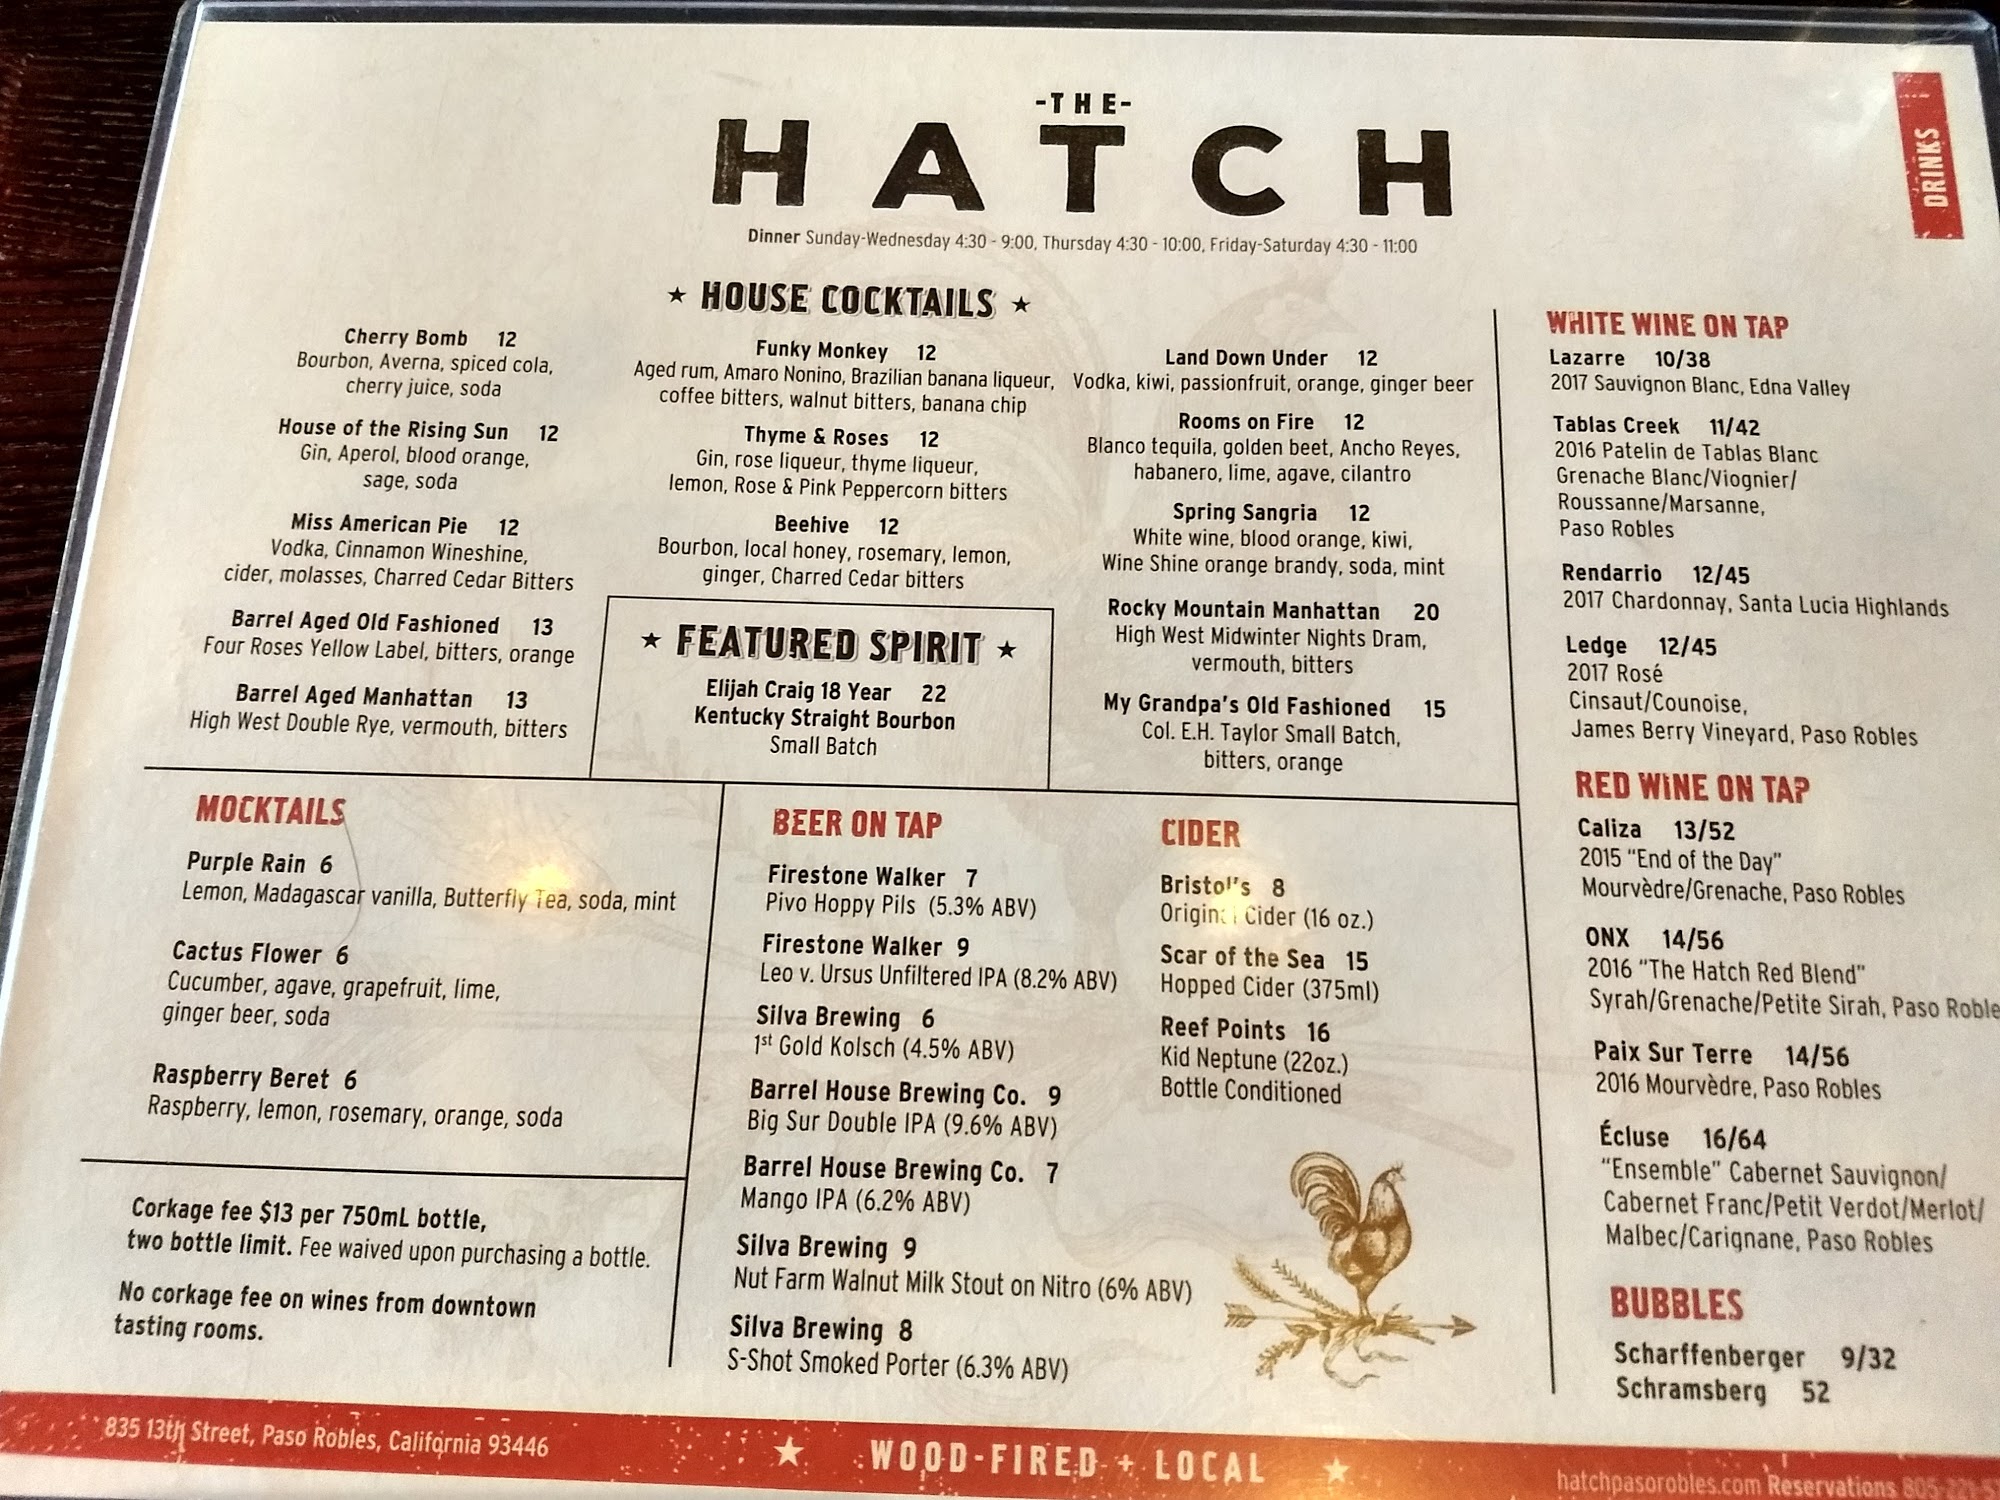 -THE-
HATCH
DRINKS
Dinner Sunday-Wednesday 4:30 - 9:00, Thursday 4:30 - 10:00, Friday-Saturday 4:30 - 11:00
★ HOUSE COCKTAILS ★
Cherry Bomb 12
Bourbon, Averna, spiced cola,
cherry juice, soda
House of the Rising Sun 12
Gin, Aperol, blood orange,
sage, soda
Miss American Pie 12
Vodka, Cinnamon Wineshine,
cider, molasses, Charred Cedar Bitters
Barrel Aged Old Fashioned 13
Four Roses Yellow Label, bitters, orange
Barrel Aged Manhattan 13
High West Double Rye, vermouth, bitters
Funky Monkey 12
Aged rum, Amaro Nonino, Brazilian banana liqueur,
coffee bitters, walnut bitters, banana chip
Thyme & Roses 12
Gin, rose liqueur, thyme liqueur,
lemon, Rose & Pink Peppercorn bitters
Beehive 12
Bourbon, local honey, rosemary, lemon,
ginger, Charred Cedar bitters
★ FEATURED SPIRIT ★
Elijah Craig 18 Year 22
Kentucky Straight Bourbon
Small Batch
Land Down Under 12
Vodka, kiwi, passionfruit, orange, ginger beer
Rooms on Fire 12
Blanco tequila, golden beet, Ancho Reyes,
habanero, lime, agave, cilantro
Spring Sangria 12
White wine, blood orange, kiwi,
Wine Shine orange brandy, soda, mint
Rocky Mountain Manhattan 20
High West Midwinter Nights Dram,
vermouth, bitters
My Grandpa's Old Fashioned 15
Col. E.H. Taylor Small Batch,
bitters, orange
MOCKTAILS
Purple Rain 6
Lemon, Madagascar vanilla, Butterfly Tea, soda, mint
Cactus Flower 6
Cucumber, agave, grapefruit, lime,
ginger beer, soda
Raspberry Beret 6
Raspberry, lemon, rosemary, orange, soda
Corkage fee $13 per 750mL bottle,
two bottle limit. Fee waived upon purchasing a bottle.
No corkage fee on wines from downtown
tasting rooms.
BEER ON TAP
Firestone Walker 7
Pivo Hoppy Pils (5.3% ABV)
Firestone Walker 9
Leo v. Ursus Unfiltered IPA (8.2% ABV)
Silva Brewing 6
1st Gold Kolsch (4.5% ABV)
Barrel House Brewing Co. 9
Big Sur Double IPA (9.6% ABV)
Barrel House Brewing Co. 7
Mango IPA (6.2% ABV)
Silva Brewing 9
Nut Farm Walnut Milk Stout on Nitro (6% ABV)
Silva Brewing 8
S-Shot Smoked Porter (6.3% ABV)
CIDER
Bristol's 8
Original Cider (16 oz.)
Scar of the Sea 15
Hopped Cider (375ml)
Reef Points 16
Kid Neptune (22oz.)
Bottle Conditioned
WHITE WINE ON TAP
Lazarre 10/38
2017 Sauvignon Blanc, Edna Valley
Tablas Creek 11/42
2016 Patelin de Tablas Blanc
Grenache Blanc/Viognier/
Roussanne/Marsanne,
Paso Robles
Rendarrio 12/45
2017 Chardonnay, Santa Lucia Highlands
Ledge 12/45
2017 Rosé
Cinsaut/Counoise,
James Berry Vineyard, Paso Robles
RED WINE ON TAP
Caliza 13/52
2015 "End of the Day"
Mourvèdre/Grenache, Paso Robles
ONX 14/56
2016 "The Hatch Red Blend"
Syrah/Grenache/Petite Sirah, Paso Roble
Paix Sur Terre 14/56
2016 Mourvèdre, Paso Robles
Écluse 16/64
"Ensemble" Cabernet Sauvignon/
Cabernet Franc/Petit Verdot/Merlot/
Malbec/Carignane, Paso Robles
BUBBLES
Scharffenberger 9/32
Schramsberg 52
835 13th Street, Paso Robles, California 93446
★ WOOD-FIRED + LOCAL ★
hatchpasorobles.com Reservations 805-221-